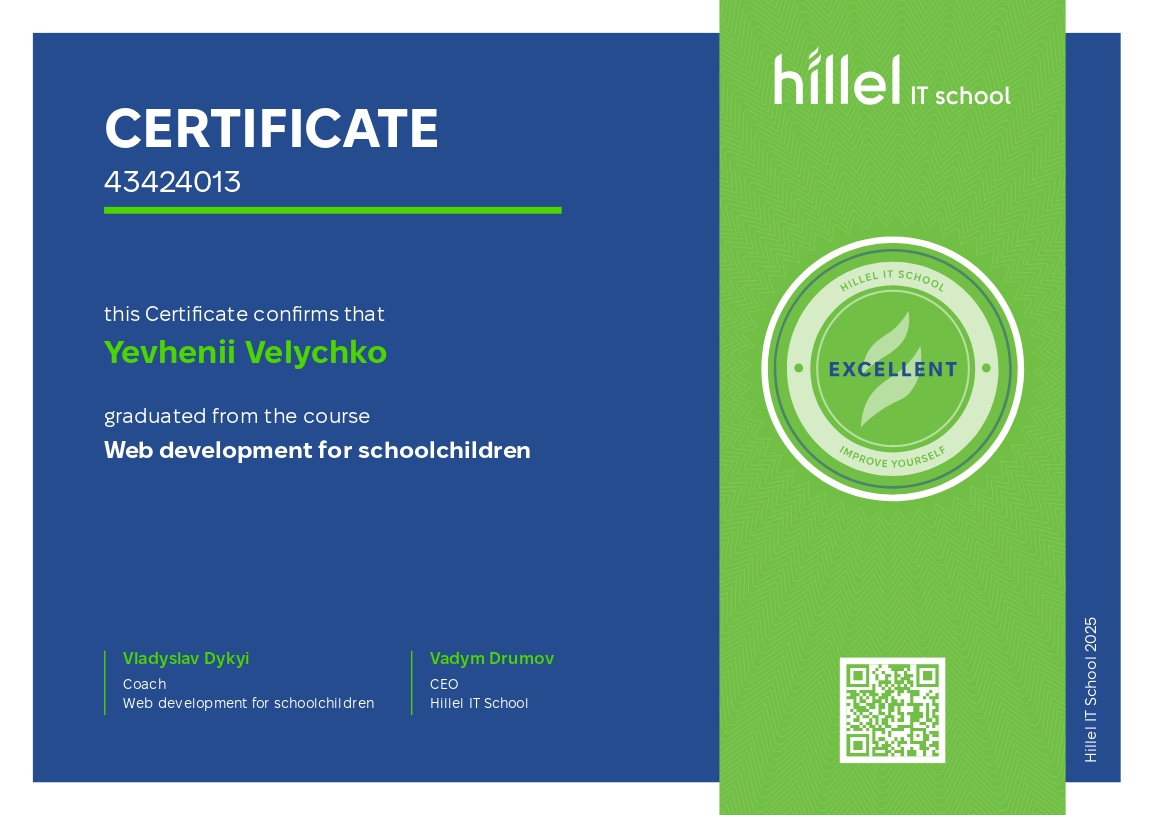 CERTIFICATE
43424013
this Certificate confirms that
Yevhenii Velychko
graduated from the course
Web development for schoolchildren
Vladyslav Dykyi
Coach
Web development for schoolchildren
Vadym Drumov
CEO
Hillel IT School
hillel IT school
HILLEL IT SCHOOL
EXCELLENT
IMPROVE YOURSELF
Hillel IT School 2025